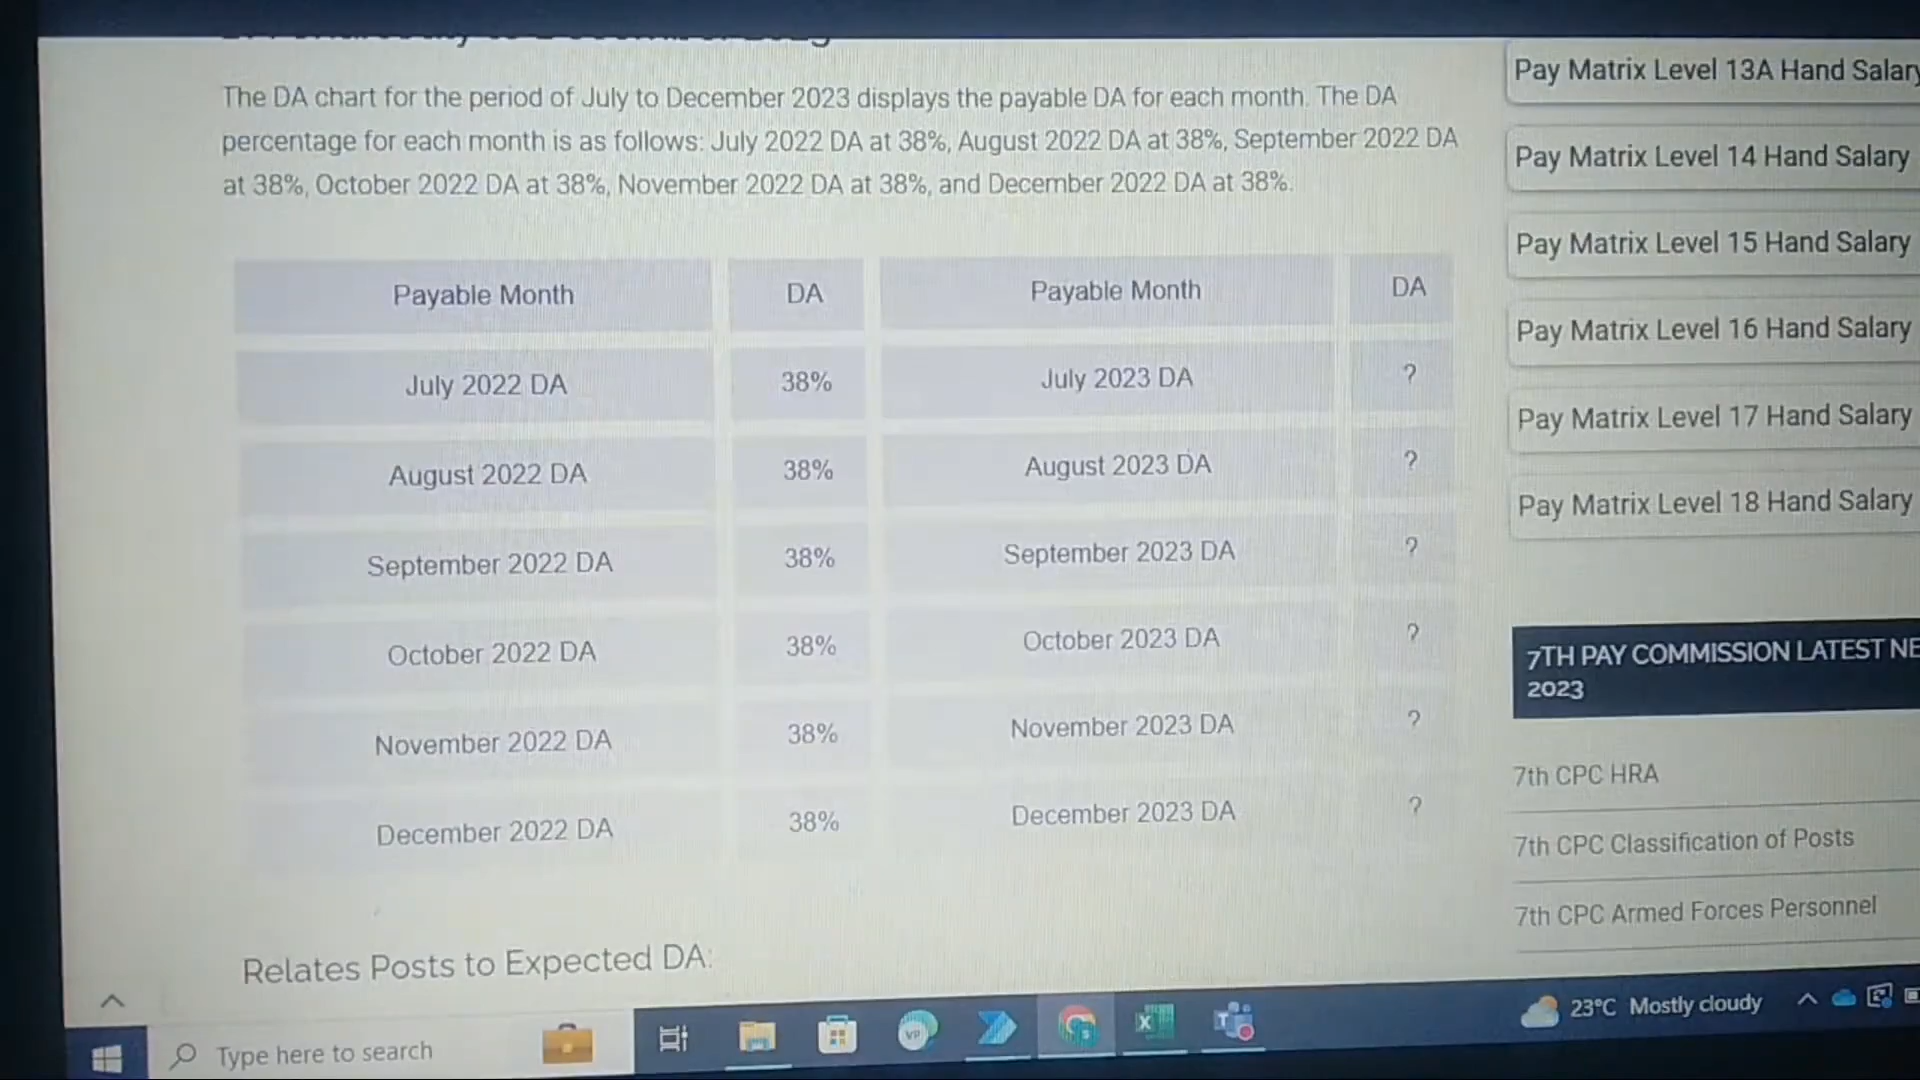 The DA chart for the period of July to December 2023 displays the payable DA for each month. The DA
percentage for each month is as follows: July 2022 DA at 38%, August 2022 DA at 38%, September 2022 DA
at 38%, October 2022 DA at 38%, November 2022 DA at 38%, and December 2022 DA at 38%.
Payable Month DA Payable Month DA
July 2022 DA 38% July 2023 DA ?
August 2022 DA 38% August 2023 DA ?
September 2022 DA 38% September 2023 DA ?
October 2022 DA 38% October 2023 DA ?
November 2022 DA 38% November 2023 DA ?
December 2022 DA 38% December 2023 DA ?
Relates Posts to Expected DA:
Pay Matrix Level 13A Hand Salary
Pay Matrix Level 14 Hand Salary
Pay Matrix Level 15 Hand Salary
Pay Matrix Level 16 Hand Salary
Pay Matrix Level 17 Hand Salary
Pay Matrix Level 18 Hand Salary
7TH PAY COMMISSION LATEST NE
2023
7th CPC HRA
7th CPC Classification of Posts
7th CPC Armed Forces Personnel
Type here to search
VP
X
T
23°C Mostly cloudy